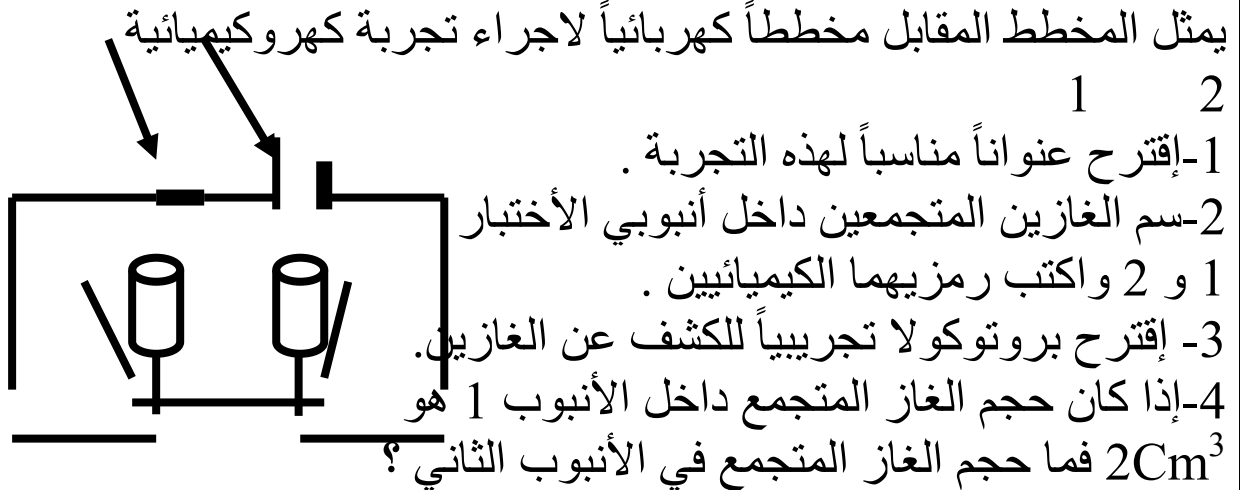 يمثل المخطط المقابل مخططاً كهربائياً لاجراء تجربة كهروكيميائية
1 2
1-إقترح عنواناً مناسباً لهذه التجربة .
2-سم الغازين المتجمعين داخل أنبوبي الأختبار
1 و 2 واكتب رمزيهما الكيميائيين .
3- إقترح بروتوكولا تجريبياً للكشف عن الغازين.
4-إذا كان حجم الغاز المتجمع داخل الأنبوب 1 هو
2Cm³ فما حجم الغاز المتجمع في الأنبوب الثاني ؟